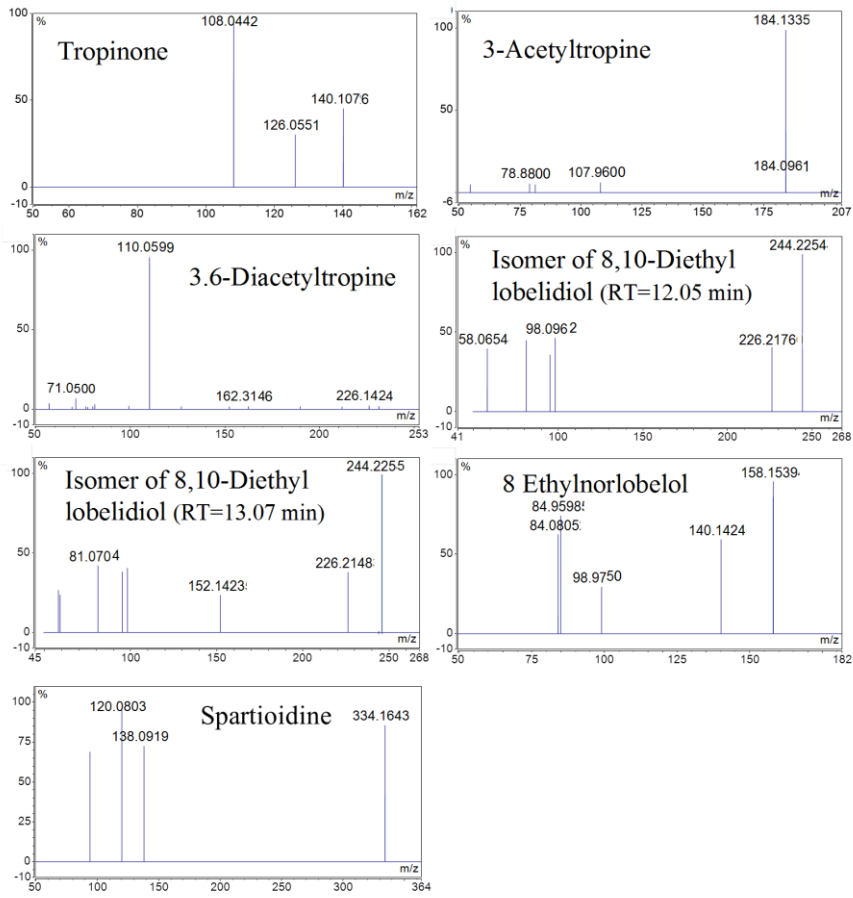 100 % 108.0442
Tropinone
140.1076
126.0551
50
0
-10 m/z
50 60 80 100 120 140 162
% 184.1335
100
3-Acetyltropine
50
184.0961
78.8800 107.9600
0
-6 m/z
50 75 100 125 150 175 207
100 % 110.0599
3.6-Diacetyltropine
50
71.0500 162.3146 226.1424
0
-10 m/z
50 100 150 200 253
100 % 244.2254
Isomer of 8,10-Diethyl
lobelidiol (RT=12.05 min)
50 58.0654 98.0962 226.2176
0
-10 m/z
41 100 150 200 250 268
100 % 244.2255
Isomer of 8,10-Diethyl
lobelidiol (RT=13.07 min)
50 81.0704 226.2148
152.1423
0
-10 m/z
45 100 150 200 250 268
100 % 158.1539
8 Ethylnorlobelol
84.9598
84.0805 140.1424
50
98.9750
0
-10 m/z
50 75 100 125 150 182
100 % 120.0803 334.1643
Spartioidine
138.0919
75
50
25
0
-10 m/z
50 100 150 200 250 300 364